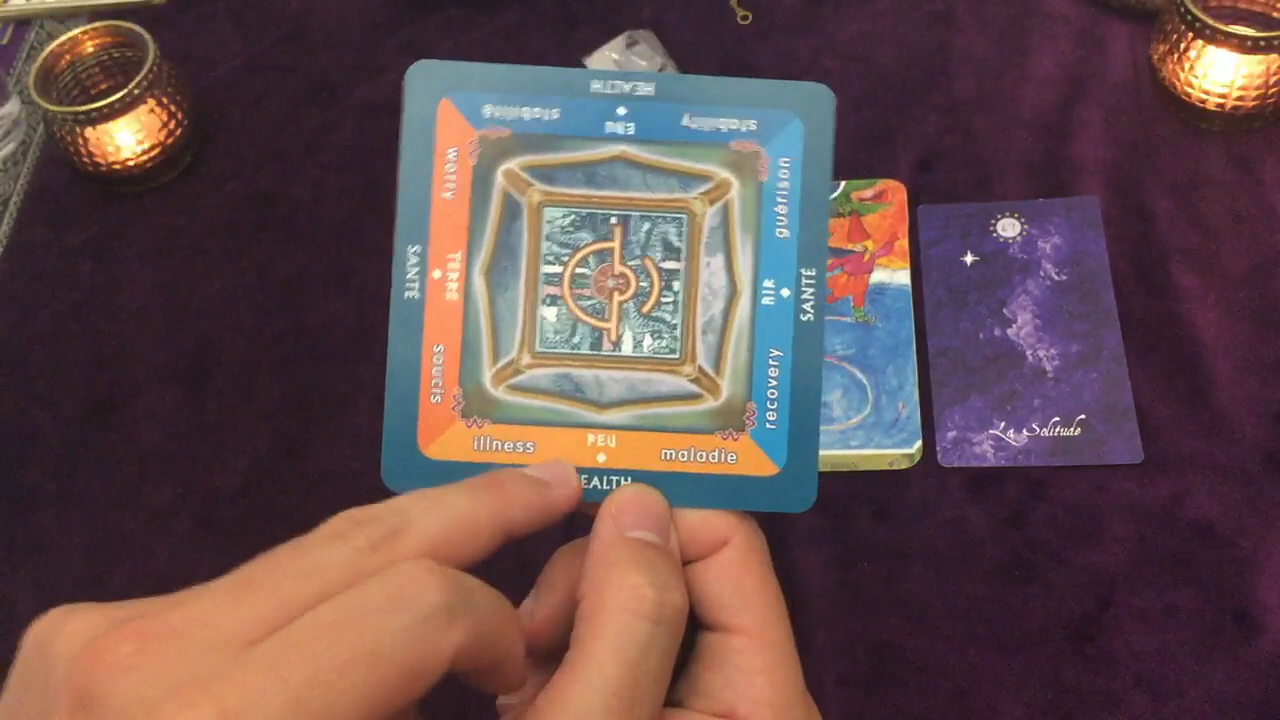 HEALTH
stabilité
EAU
stability
worry
TERRE
soucis
SANTÉ
guérison
AIR
recovery
SANTÉ
illness
FEU
maladie
HEALTH
La Solitude